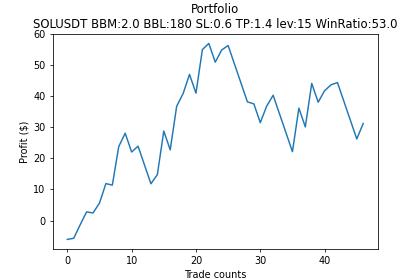 Portfolio
SOLUSDT BBM:2.0 BBL:180 SL:0.6 TP:1.4 lev:15 WinRatio:53.0
60
50
40
30
20
10
0
Profit ($)
0 10 20 30 40
Trade counts